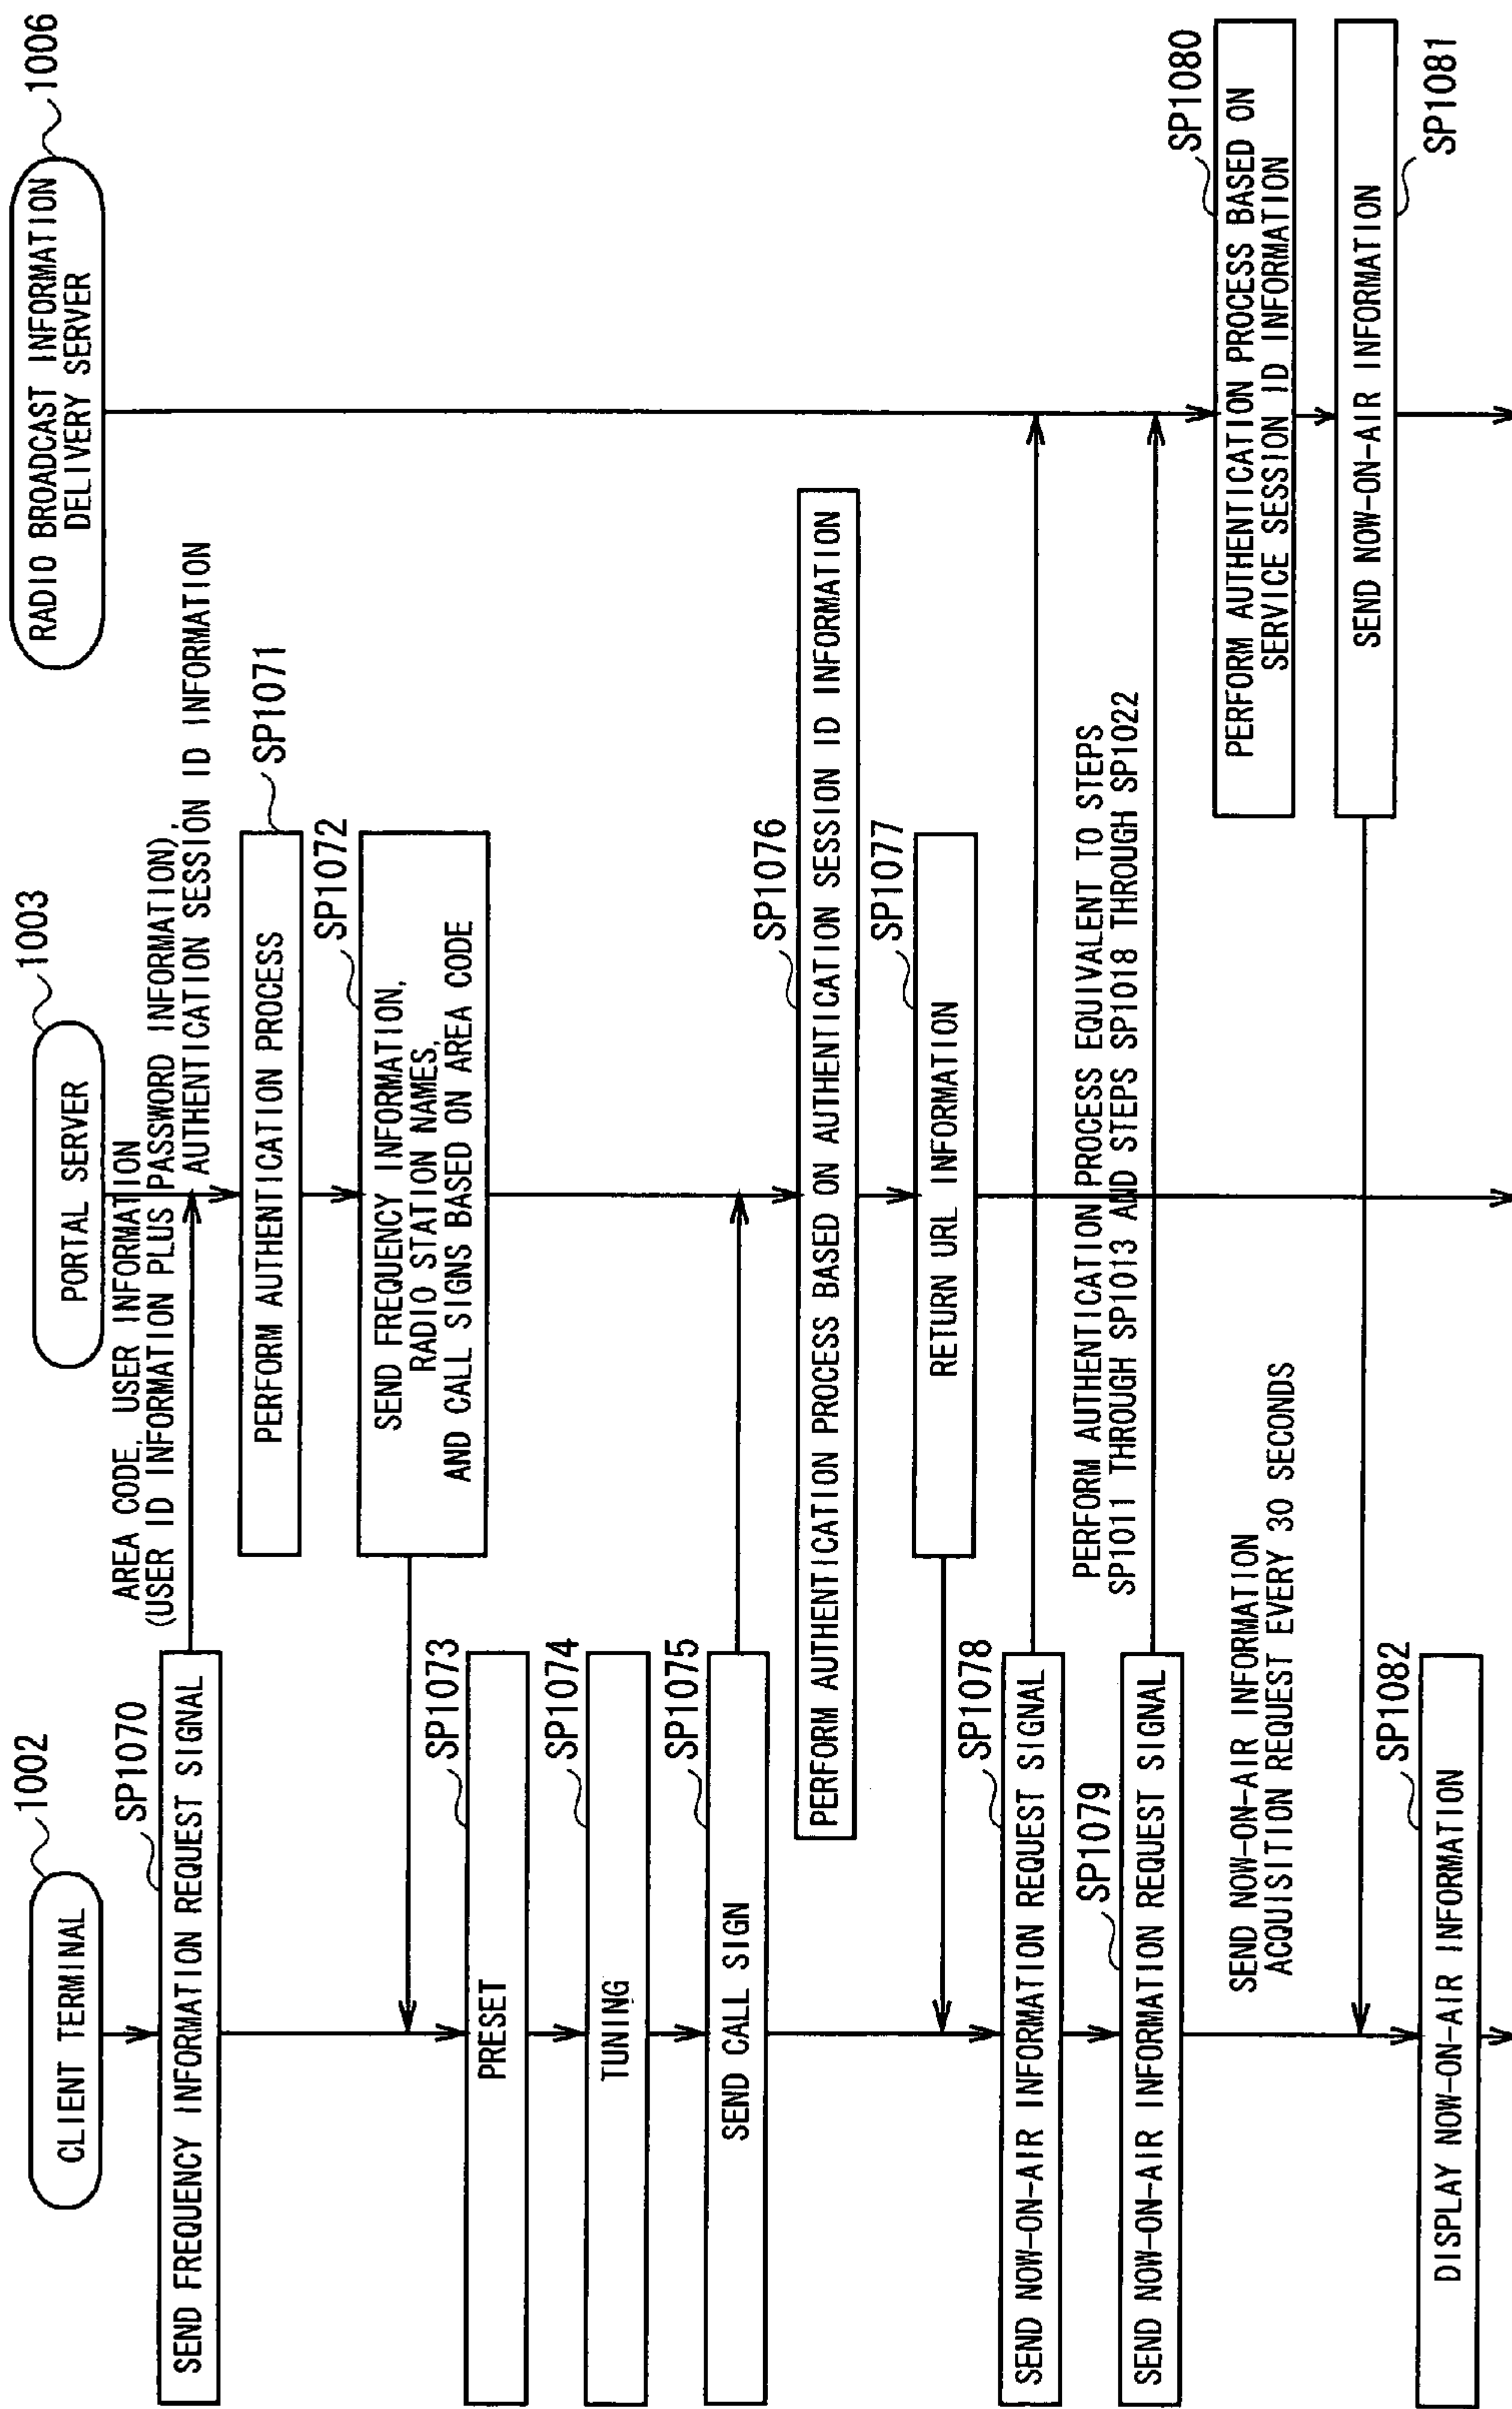 CLIENT TERMINAL
1002
PORTAL SERVER
1003
RADIO BROADCAST INFORMATION
DELIVERY SERVER
1006
SP1070
SEND FREQUENCY INFORMATION REQUEST SIGNAL
AREA CODE, USER INFORMATION
(USER ID INFORMATION PLUS PASSWORD INFORMATION),
AUTHENTICATION SESSION ID INFORMATION
PERFORM AUTHENTICATION PROCESS
SP1071
SP1072
SEND FREQUENCY INFORMATION,
RADIO STATION NAMES,
AND CALL SIGNS BASED ON AREA CODE
SP1073
PRESET
SP1074
TUNING
SP1075
SEND CALL SIGN
SP1076
PERFORM AUTHENTICATION PROCESS BASED ON AUTHENTICATION SESSION ID INFORMATION
SP1077
RETURN URL INFORMATION
SP1078
SEND NOW-ON-AIR INFORMATION REQUEST SIGNAL
PERFORM AUTHENTICATION PROCESS EQUIVALENT TO STEPS
SP1011 THROUGH SP1013 AND STEPS SP1018 THROUGH SP1022
SP1079
SEND NOW-ON-AIR INFORMATION REQUEST SIGNAL
SP1080
PERFORM AUTHENTICATION PROCESS BASED ON
SERVICE SESSION ID INFORMATION
SEND NOW-ON-AIR INFORMATION
ACQUISITION REQUEST EVERY 30 SECONDS
SEND NOW-ON-AIR INFORMATION
SP1081
SP1082
DISPLAY NOW-ON-AIR INFORMATION